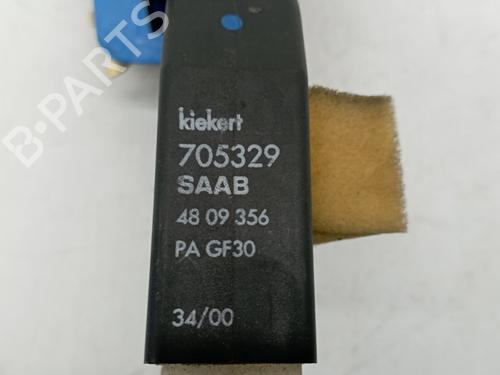 B-PARTS
kiekert
705329
SAAB
48 09 356
PA GF30
34/00